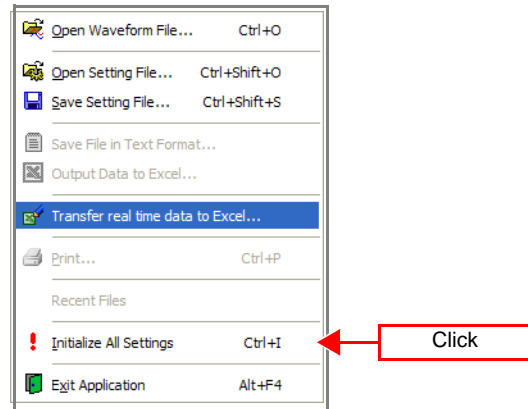 Open Waveform File... Ctrl+O
Open Setting File... Ctrl+Shift+O
Save Setting File... Ctrl+Shift+S
Save File in Text Format...
Output Data to Excel...
Transfer real time data to Excel...
Print... Ctrl+P
Recent Files
Initialize All Settings Ctrl+I
Click
Exit Application Alt+F4